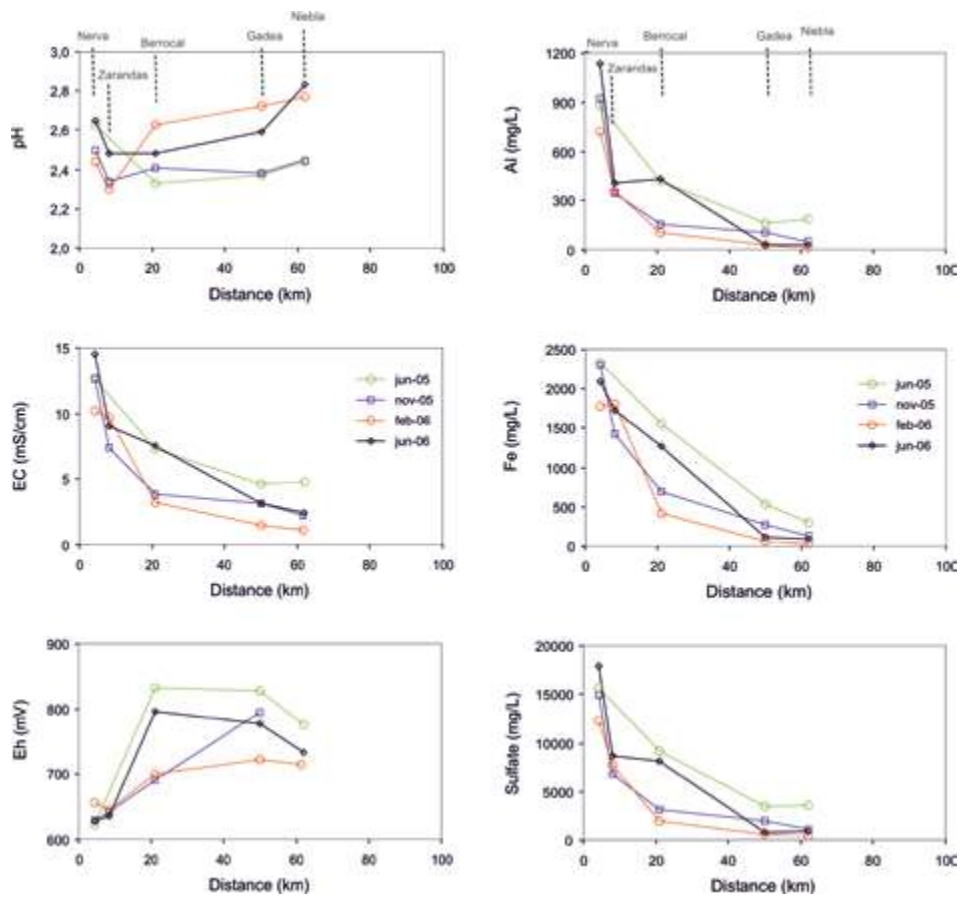 Niebla
Nerva
Berrocal
Gadea
Zarandas
3,0
2,8
2,6
2,4
2,2
2,0
pH
0
20
40
60
80
100
Distance (km)
Niebla
Gadea
Berrocal
Nerva
Zarandas
1200
900
600
300
0
Al (mg/L)
0
20
40
60
80
10C
Distance (km)
15
10
5
0
EC (mS/cm)
jun-05
nov-05
feb-06
jun-06
0
20
40
60
80
100
Distance (km)
2500
2000
1500
1000
500
0
Fe (mg/L)
jun-05
nov-05
feb-06
jun-06
0
20
40
60
80
10C
Distance (km)
900
800
700
600
Eh (mV)
0
20
40
60
80
100
Distance (km)
20000
15000
10000
5000
0
Sulfate (mg/L)
0
20
40
60
80
10C
Distance (km)